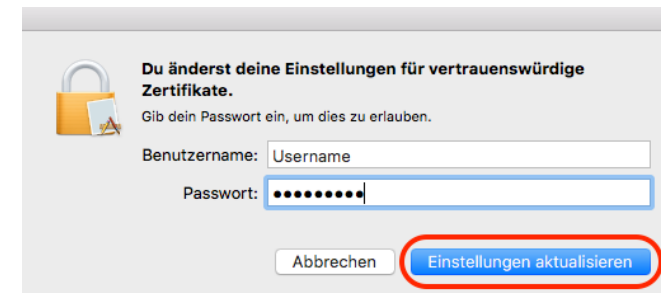 Du änderst deine Einstellungen für vertrauenswürdige
Zertifikate.
Gib dein Passwort ein, um dies zu erlauben.
Benutzername: Username
Passwort: •••••••••
Abbrechen Einstellungen aktualisieren